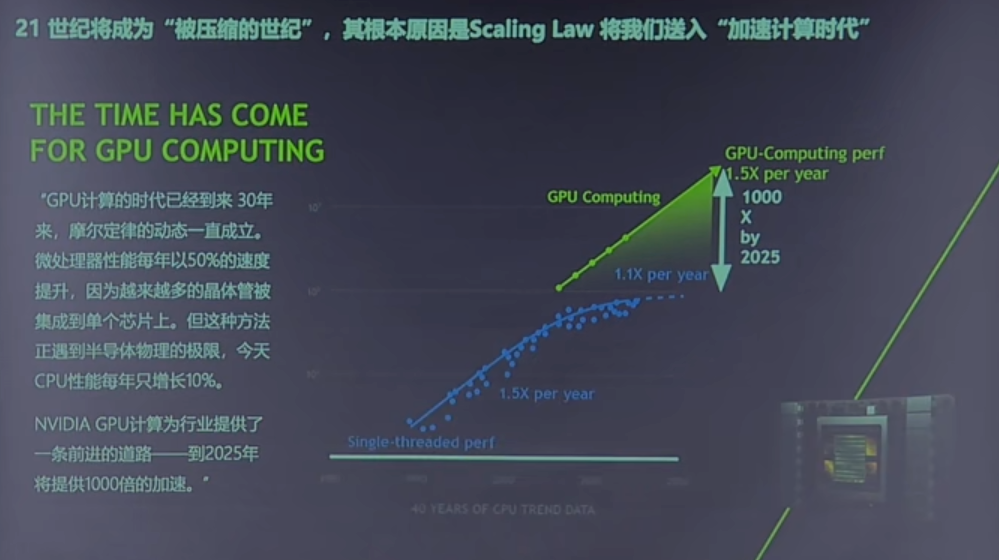 21 世纪将成为“被压缩的世纪”，其根本原因是Scaling Law 将我们送入“加速计算时代”
THE TIME HAS COME
FOR GPU COMPUTING
“GPU计算的时代已经到来 30年
来，摩尔定律的动态一直成立。
微处理器性能每年以50%的速度
提升，因为越来越多的晶体管被
集成到单个芯片上。但这种方法
正遇到半导体物理的极限，今天
CPU性能每年只增长10%。
NVIDIA GPU计算为行业提供了
一条前进的道路——到2025年
将提供1000倍的加速。”
GPU-Computing perf
1.5X per year
GPU Computing
1000
X
by
2025
1.1X per year
1.5X per year
Single-threaded perf
40 YEARS OF CPU TREND DATA